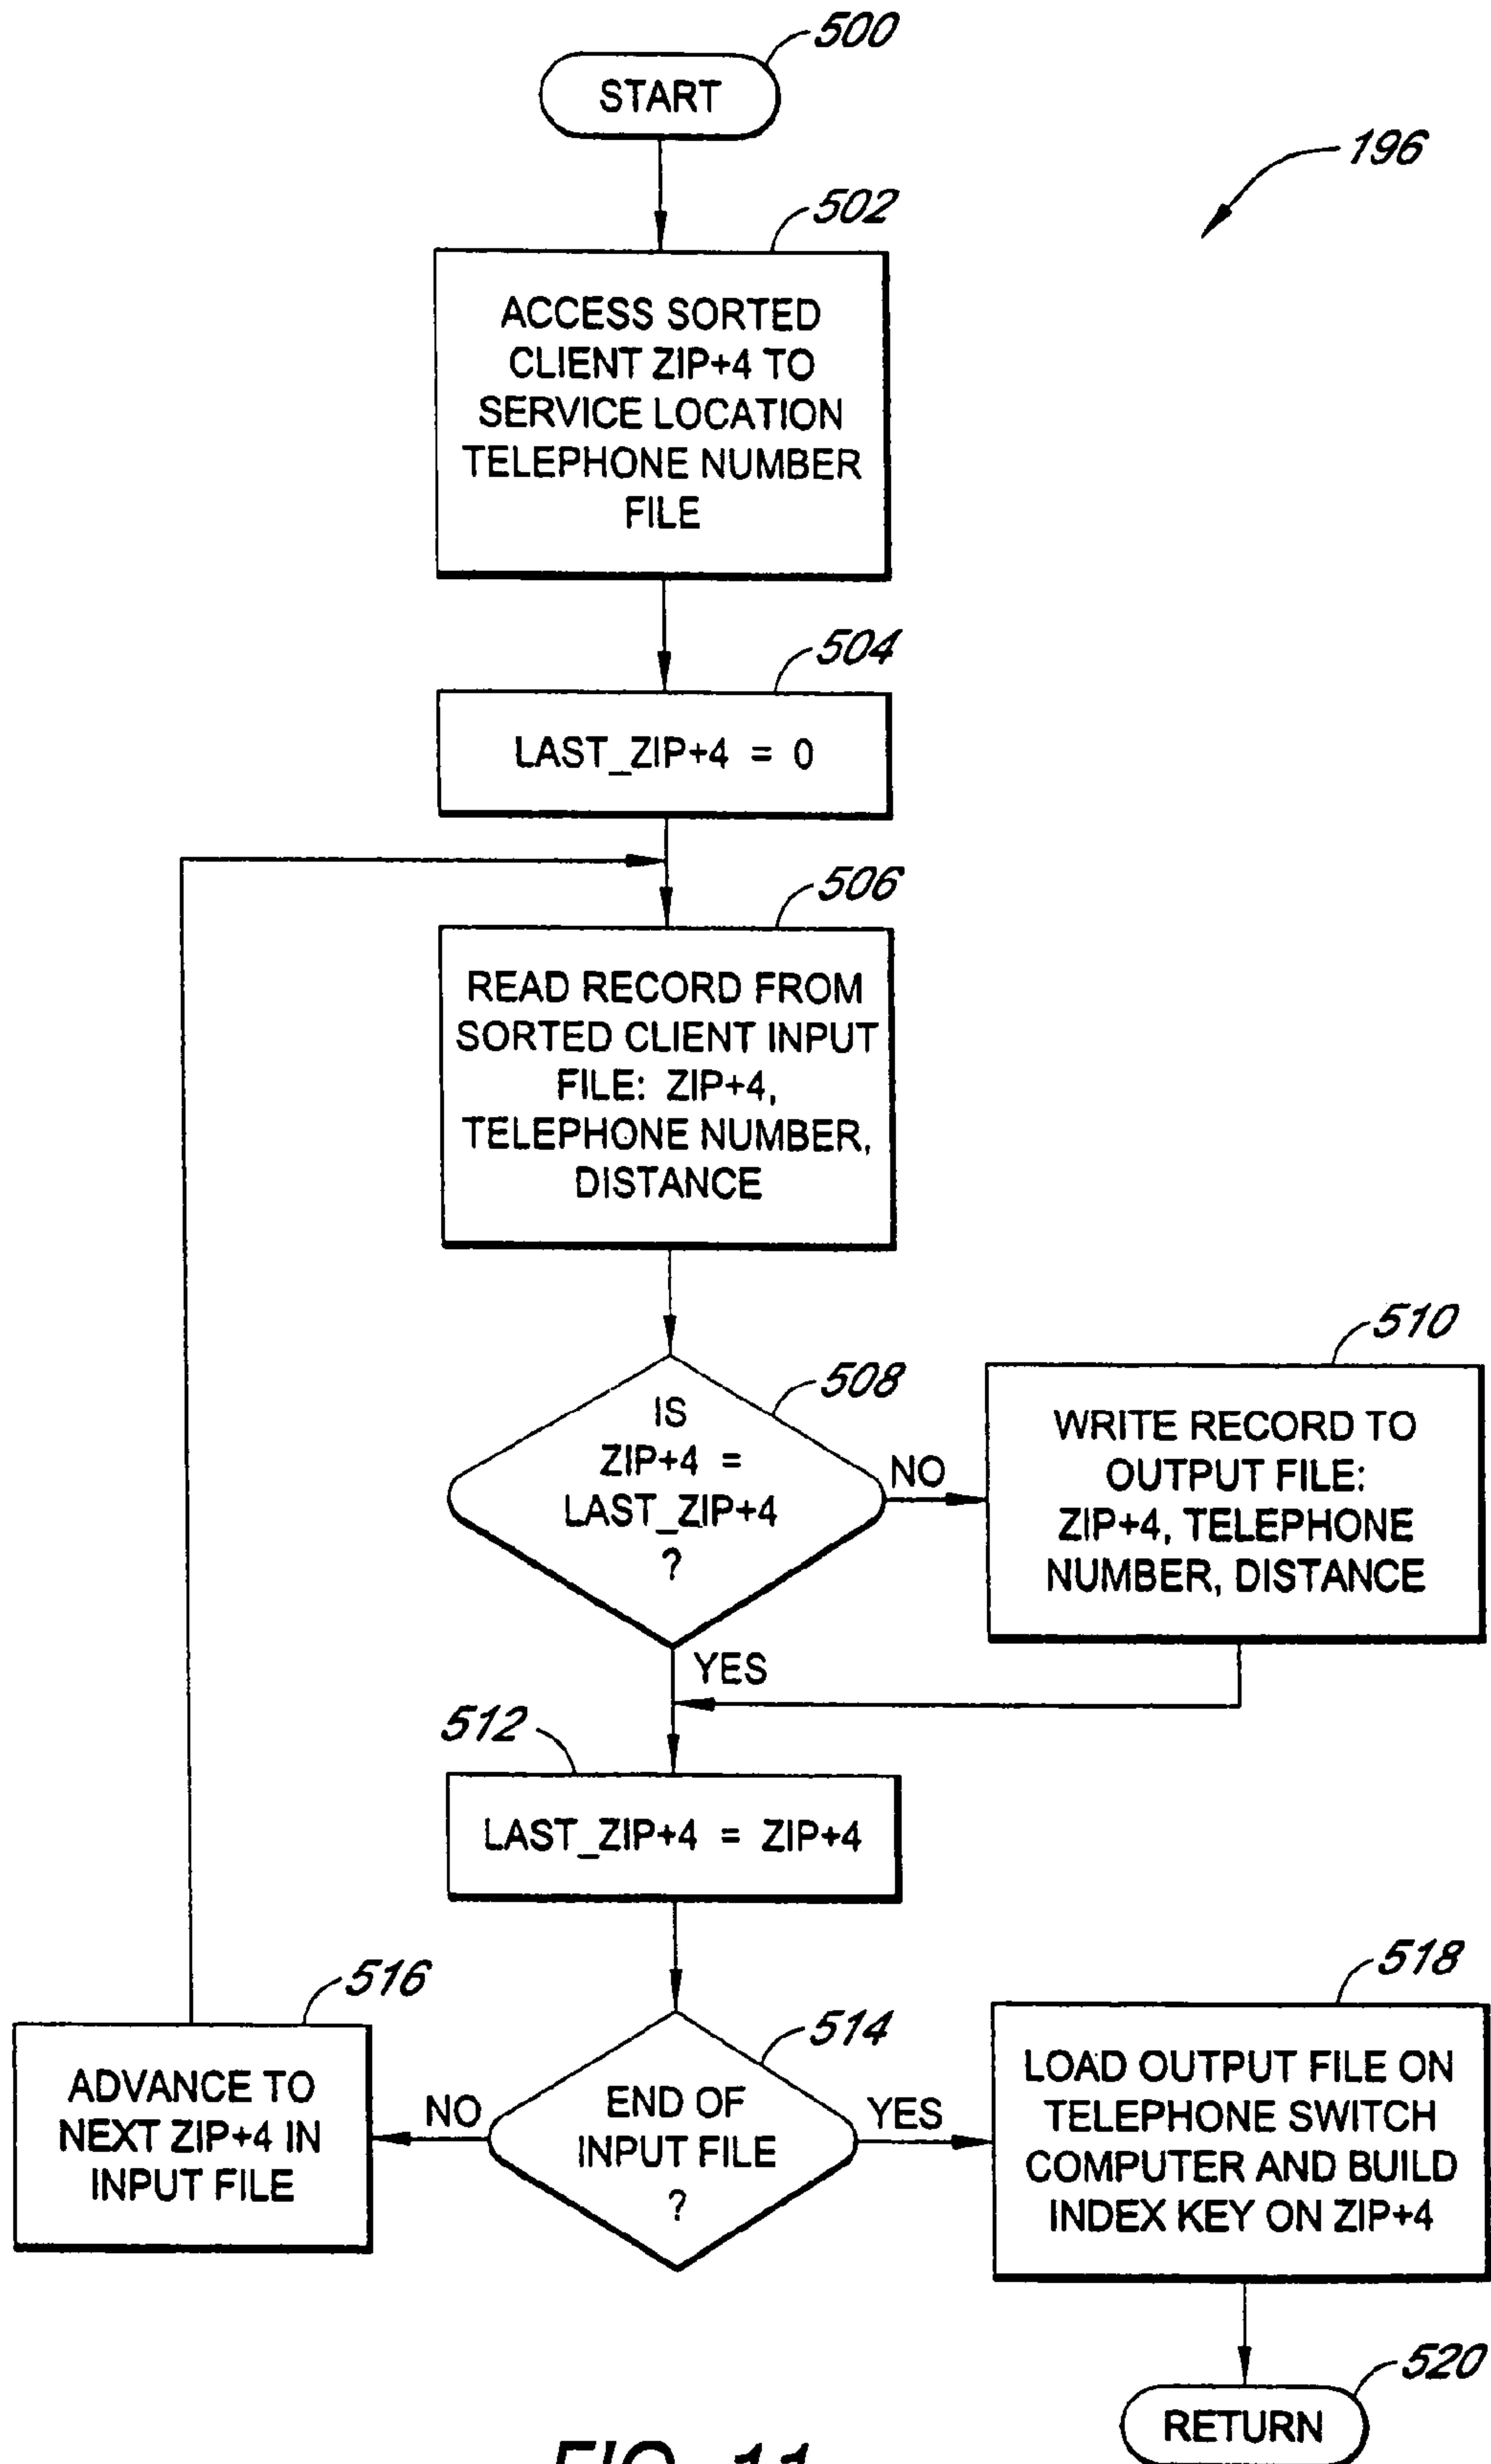 500
START
196
502
ACCESS SORTED
CLIENT ZIP+4 TO
SERVICE LOCATION
TELEPHONE NUMBER
FILE
504
LAST_ZIP+4 = 0
506
READ RECORD FROM
SORTED CLIENT INPUT
FILE: ZIP+4,
TELEPHONE NUMBER,
DISTANCE
508
IS
ZIP+4 =
LAST_ZIP+4
?
NO
510
WRITE RECORD TO
OUTPUT FILE:
ZIP+4, TELEPHONE
NUMBER, DISTANCE
YES
512
LAST_ZIP+4 = ZIP+4
514
END OF
INPUT FILE
?
NO
516
ADVANCE TO
NEXT ZIP+4 IN
INPUT FILE
YES
518
LOAD OUTPUT FILE ON
TELEPHONE SWITCH
COMPUTER AND BUILD
INDEX KEY ON ZIP+4
520
RETURN
FIG. 11